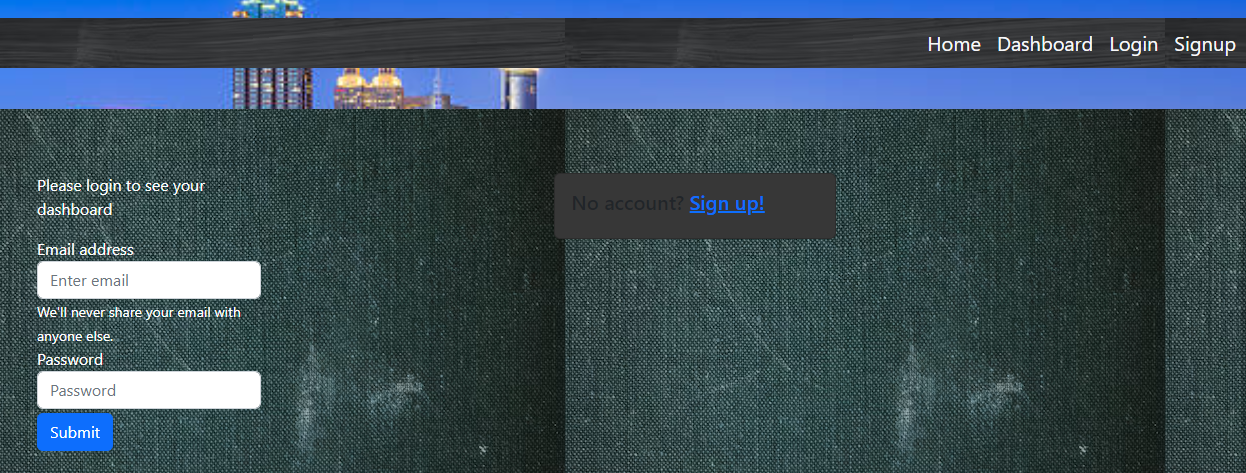 Home Dashboard Login Signup
Please login to see your
dashboard
Email address
Enter email
We'll never share your email with
anyone else.
Password
Password
Submit
No account? Sign up!